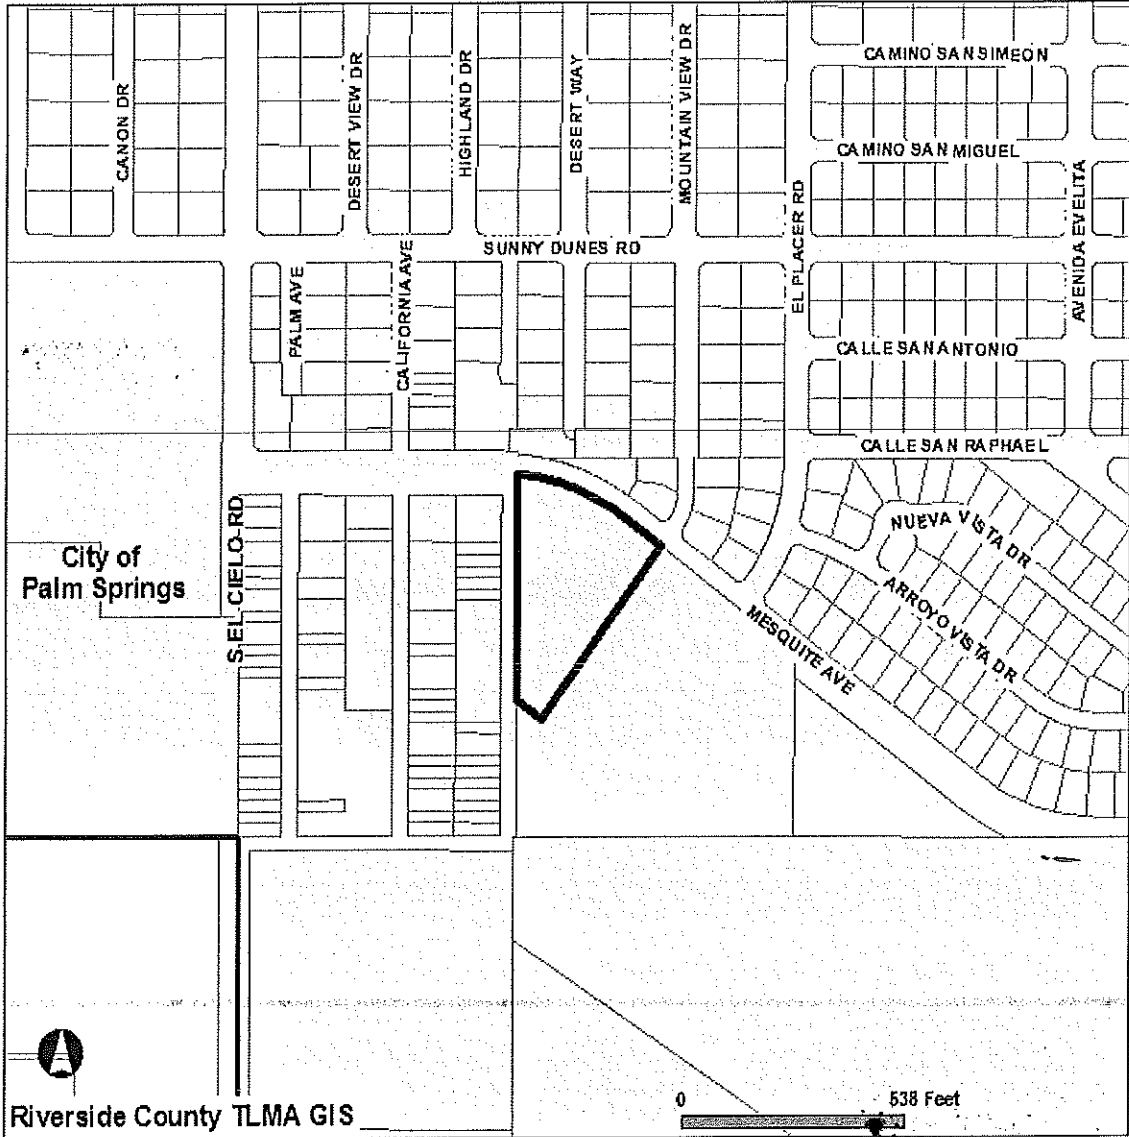 CAMINO SAN SIMEON
CANON DR
DESERT VIEW DR
HIGHLAND DR
DESERT WAY
MOUNTAIN VIEW DR
CAMINO SAN MIGUEL
EL PLACER RD
AVENIDA EVELITA
SUNNY DUNES RD
PALM AVE
CALIFORNIA AVE
CALLE SAN ANTONIO
CALLE SAN RAPHAEL
S EL CIELO RD
City of
Palm Springs
NUEVA VISTA DR
ARROYO VISTA DR
MESQUITE AVE
0 538 Feet
Riverside County TLMA GIS